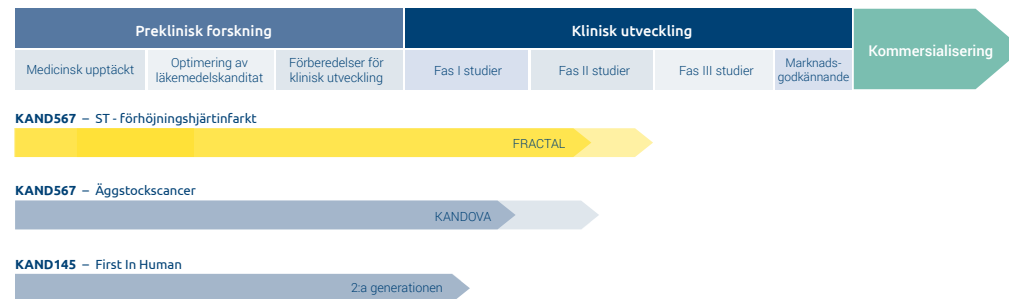 Preklinisk forskning
Klinisk utveckling
Kommersialisering
Medicinsk upptäckt
Optimering av
läkemedelskanditat
Förberedelser för
klinisk utveckling
Fas I studier
Fas II studier
Fas III studier
Marknads-
godkännande
KAND567 – ST - förhöjningshjärtinfarkt
FRACTAL
KAND567 – Äggstockscancer
KANDOVA
KAND145 – First In Human
2:a generationen